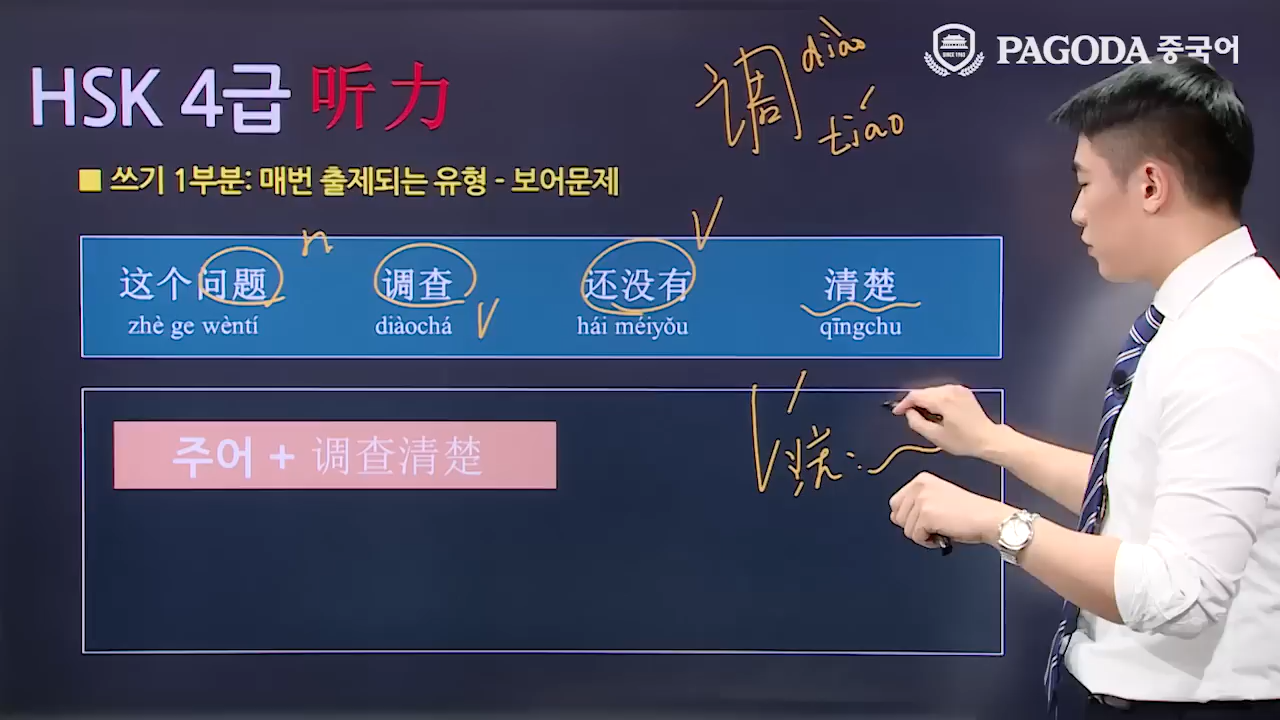 PAGODA 중국어
SINCE 1969
HSK 4급 听力
调 diào
tiáo
■ 쓰기 1부분: 매번 출제되는 유형 - 보어문제
n
V
这个问题 调查 还没有 清楚
zhè ge wèntí diàochá hái méiyǒu qīngchu
V
주어 + 调查清楚
V